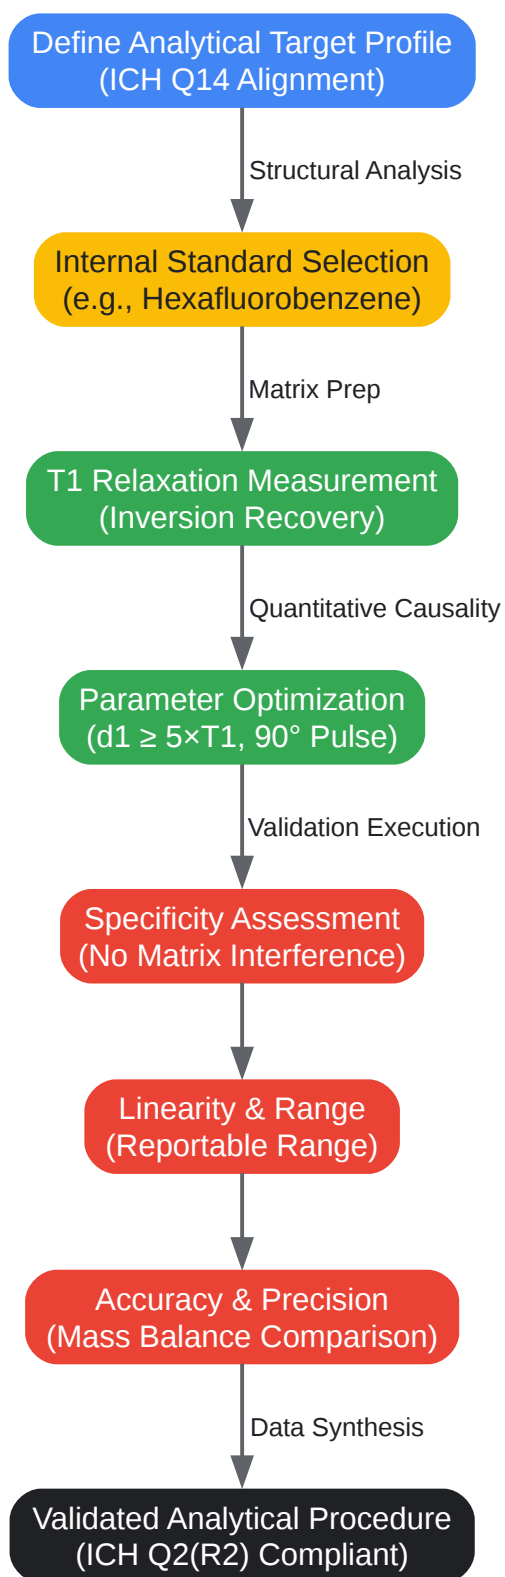 Define Analytical Target Profile
(ICH Q14 Alignment)
Structural Analysis
Internal Standard Selection
(e.g., Hexafluorobenzene)
Matrix Prep
T1 Relaxation Measurement
(Inversion Recovery)
Quantitative Causality
Parameter Optimization
(d1 ≥ 5×T1, 90° Pulse)
Validation Execution
Specificity Assessment
(No Matrix Interference)
Linearity & Range
(Reportable Range)
Accuracy & Precision
(Mass Balance Comparison)
Data Synthesis
Validated Analytical Procedure
(ICH Q2(R2) Compliant)